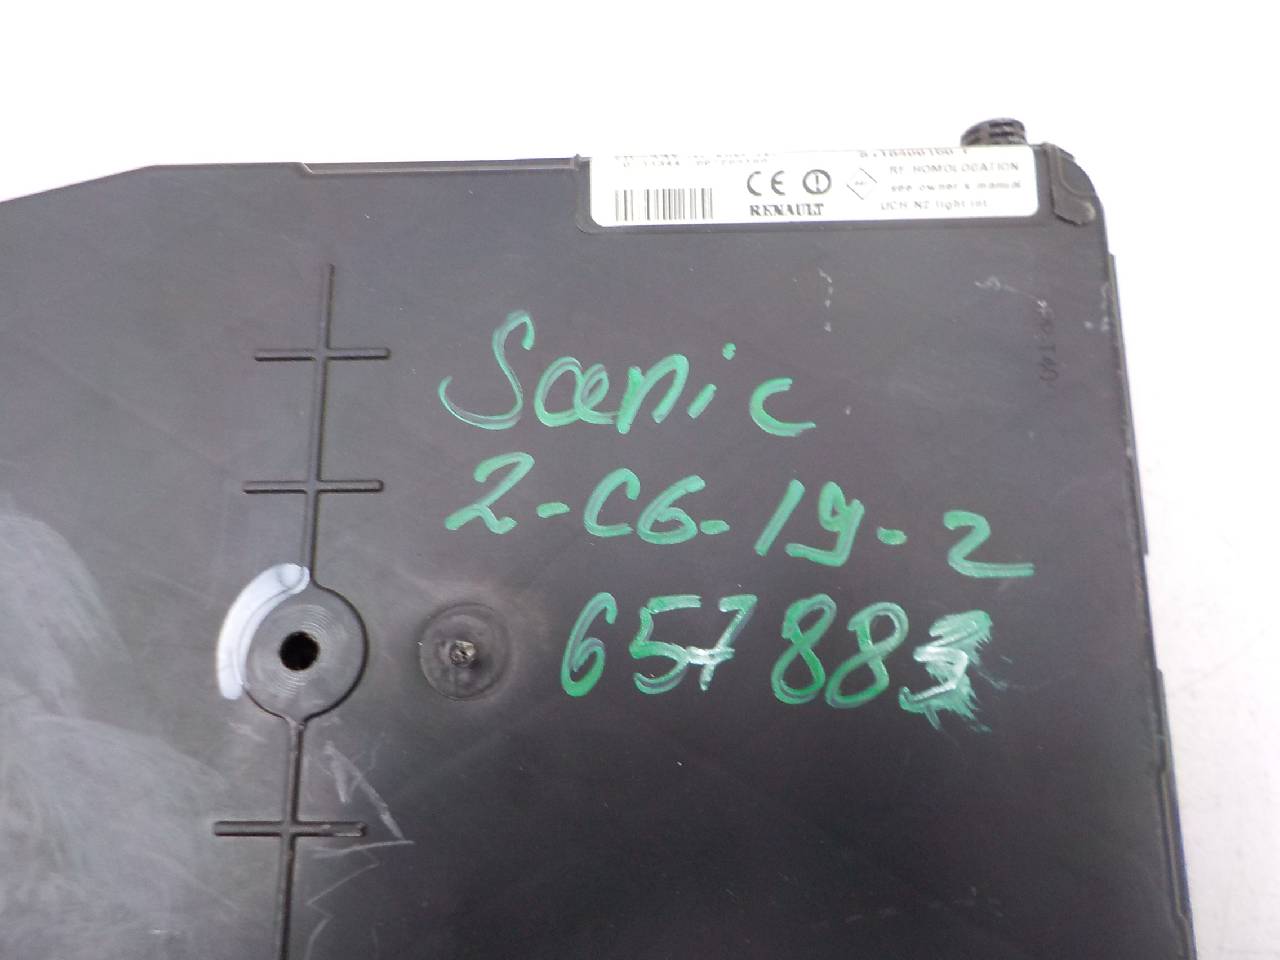 RF HOMOLOGATION
see owner's manual
RENAULT
UCH N2 light int
Scenic
2-C6-19-2
657883